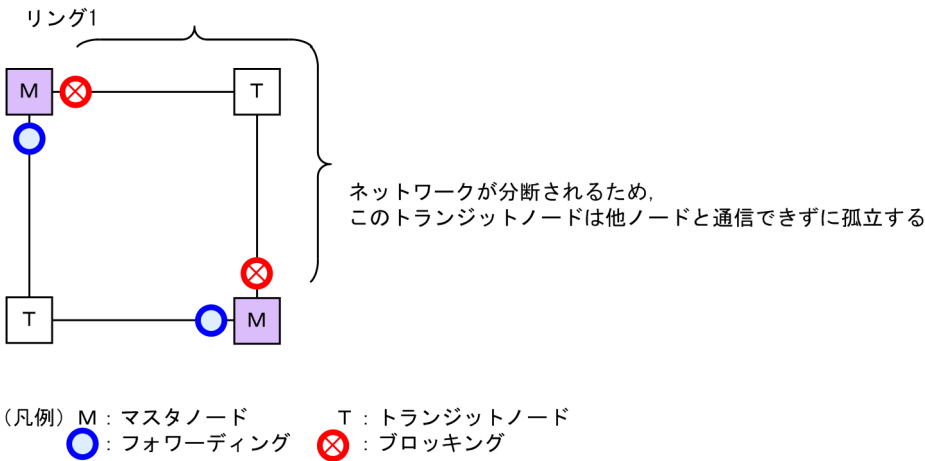 リング1
M
T
ネットワークが分断されるため,
このトランジットノードは他ノードと通信できずに孤立する
T
M
(凡例) M : マスタノード T : トランジットノード
: フォワーディング : ブロッキング